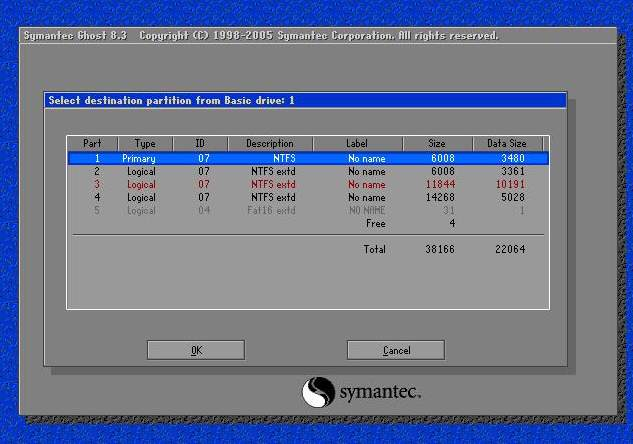 Symantec Ghost 8.3 Copyright (C) 1998-2005 Symantec Corporation. All rights reserved.
Select destination partition from Basic drive: 1
Part Type ID Description Label Size Data Size
1 Primary 07 NTFS No name 6008 3480
2 Logical 07 NTFS extd No name 6008 3361
3 Logical 07 NTFS extd No name 11844 10191
4 Logical 07 NTFS extd No name 14268 5028
5 Logical 04 Fat16 extd NO NAME 31 1
Free 4
Total 38166 22064
OK Cancel
symantec.